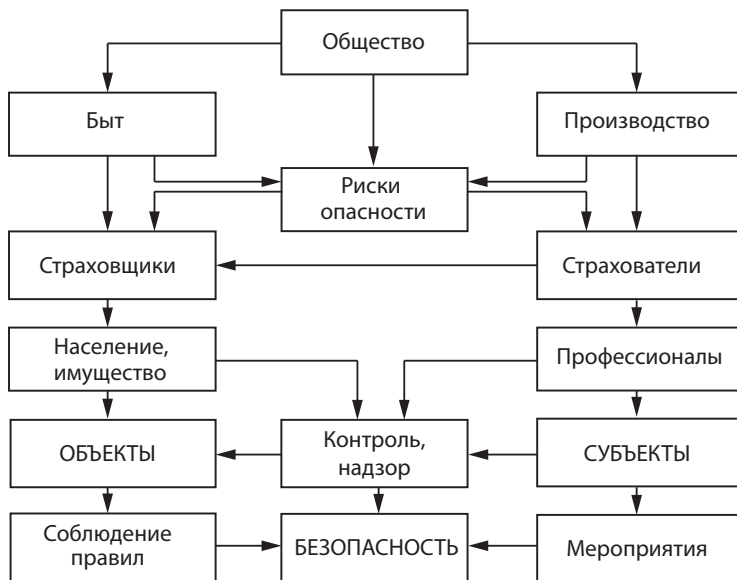 Общество
Быт
Производство
Риски
опасности
Страховщики
Страхователи
Население,
имущество
Профессионалы
ОБЪЕКТЫ
Контроль,
надзор
СУБЪЕКТЫ
Соблюдение
правил
БЕЗОПАСНОСТЬ
Мероприятия